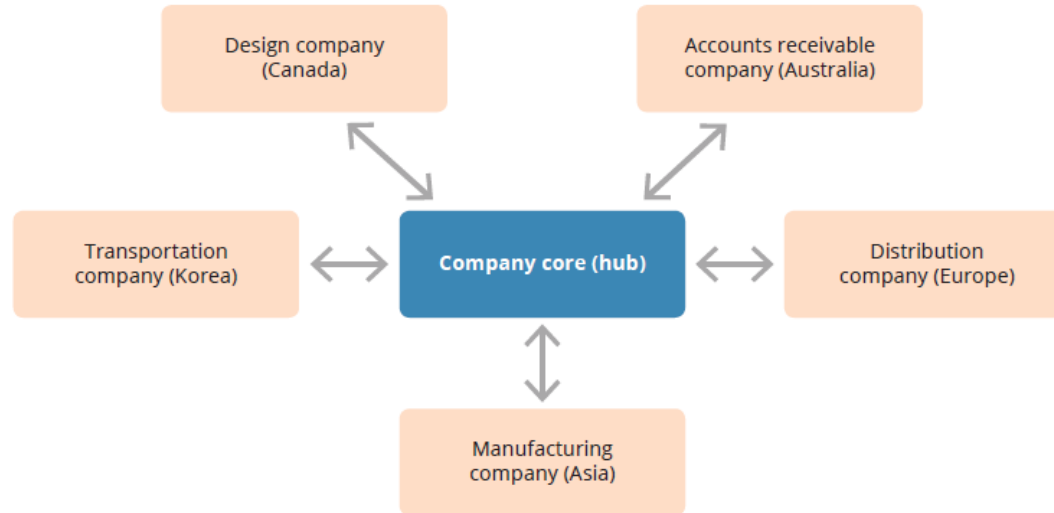 Design company
(Canada)
Accounts receivable
company (Australia)
Transportation
company (Korea)
Company core (hub)
Distribution
company (Europe)
Manufacturing
company (Asia)